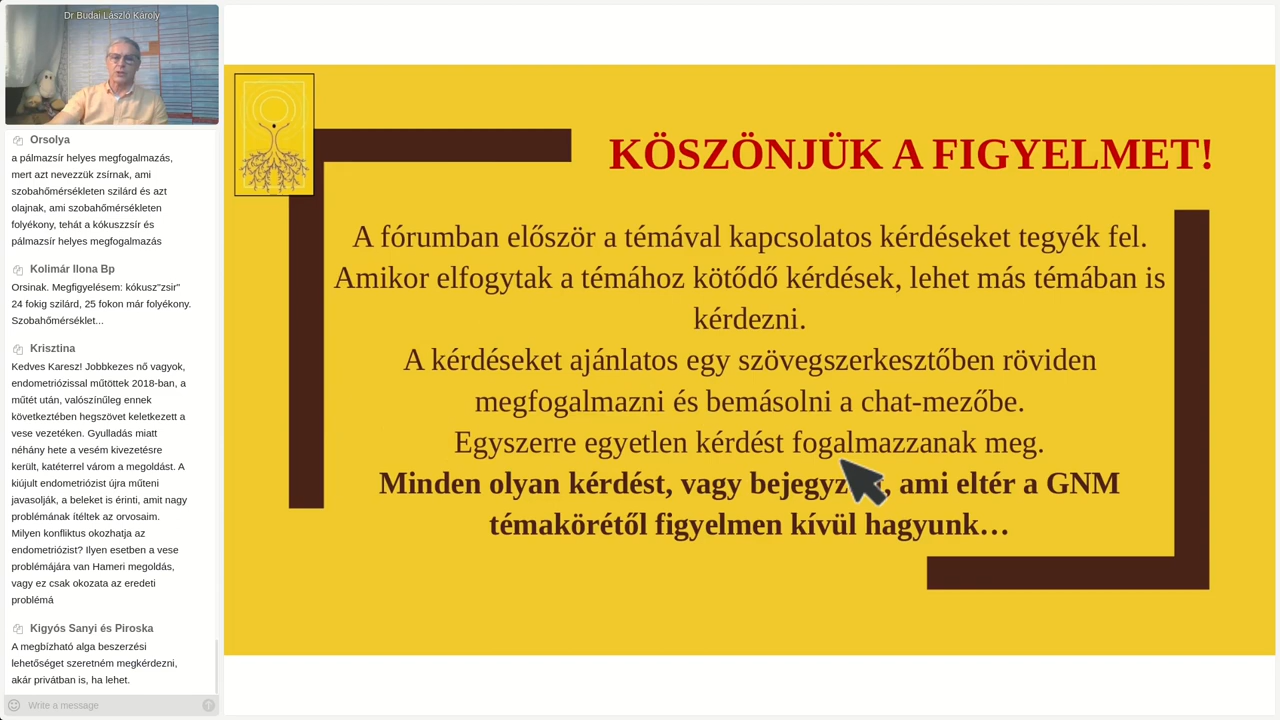 Dr Budai László Károly
Orsolya
a pálmazsír helyes megfogalmazás,
mert azt nevezzük zsírnak, ami
szobahőmérsékleten szilárd és azt
olajnak, ami szobahőmérsékleten
folyékony, tehát a kókuszzsír és
pálmazsír helyes megfogalmazás
Kolimár Ilona Bp
Orsinak. Megfigyelésem: kókusz"zsir"
24 fokig szilárd, 25 fokon már folyékony.
Szobahőmérséklet...
Krisztina
Kedves Karesz! Jobbkezes nő vagyok,
endometriózissal műtöttek 2018-ban, a
műtét után, valószínűleg ennek
következtében hegszövet keletkezett a
vese vezetéken. Gyulladás miatt
néhány hete a vesém kivezetésre
került, katéterrel várom a megoldást. A
kiújult endometriózist újra műteni
javasolják, a beleket is érinti, amit nagy
problémának ítéltek az orvosaim.
Milyen konfliktus okozhatja az
endometriózist? Ilyen esetben a vese
problémájára van Hameri megoldás,
vagy ez csak okozata az eredeti
problémá
Kigyós Sanyi és Piroska
A megbízható alga beszerzési
lehetőséget szeretném megkérdezni,
akár privátban is, ha lehet.
Write a message
KÖSZÖNJÜK A FIGYELMET!
A fórumban először a témával kapcsolatos kérdéseket tegyék fel.
Amikor elfogytak a témához kötődő kérdések, lehet más témában is
kérdezni.
A kérdéseket ajánlatos egy szövegszerkesztőben röviden
megfogalmazni és bemásolni a chat-mezőbe.
Egyszerre egyetlen kérdést fogalmazzanak meg.
Minden olyan kérdést, vagy ami eltér a GNM
témakörétől figyelmen kívül hagyunk…